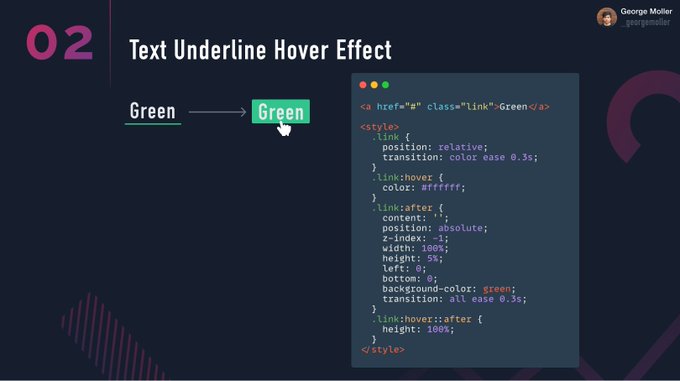 George Moller
_georgemoller
02
Text Underline Hover Effect
Green
Green
<a href="#" class="link">Green</a>
<style>
.link {
position: relative;
transition: color ease 0.3s;
}
.link:hover {
color: #ffffff;
}
.link:after {
content: '';
position: absolute;
z-index: -1;
width: 100%;
height: 5%;
left: 0;
bottom: 0;
background-color: green;
transition: all ease 0.3s;
}
.link:hover::after {
height: 100%;
}
</style>